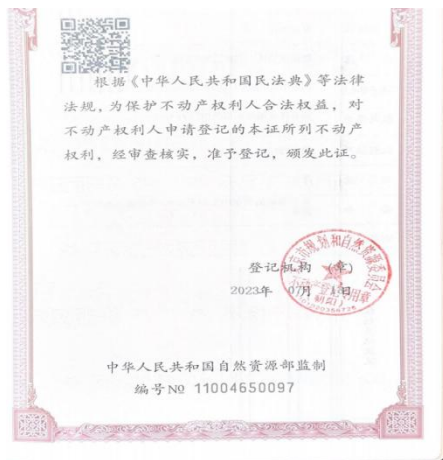 根据《中华人民共和国民法典》等法律
法规，为保护不动产权利人合法权益，对
不动产权利人申请登记的本证所列不动产
权利，经审查核实，准予登记，颁发此证。
登记机构 （章）
2023年 07月 13日
中华人民共和国自然资源部监制
编号№ 11004650097